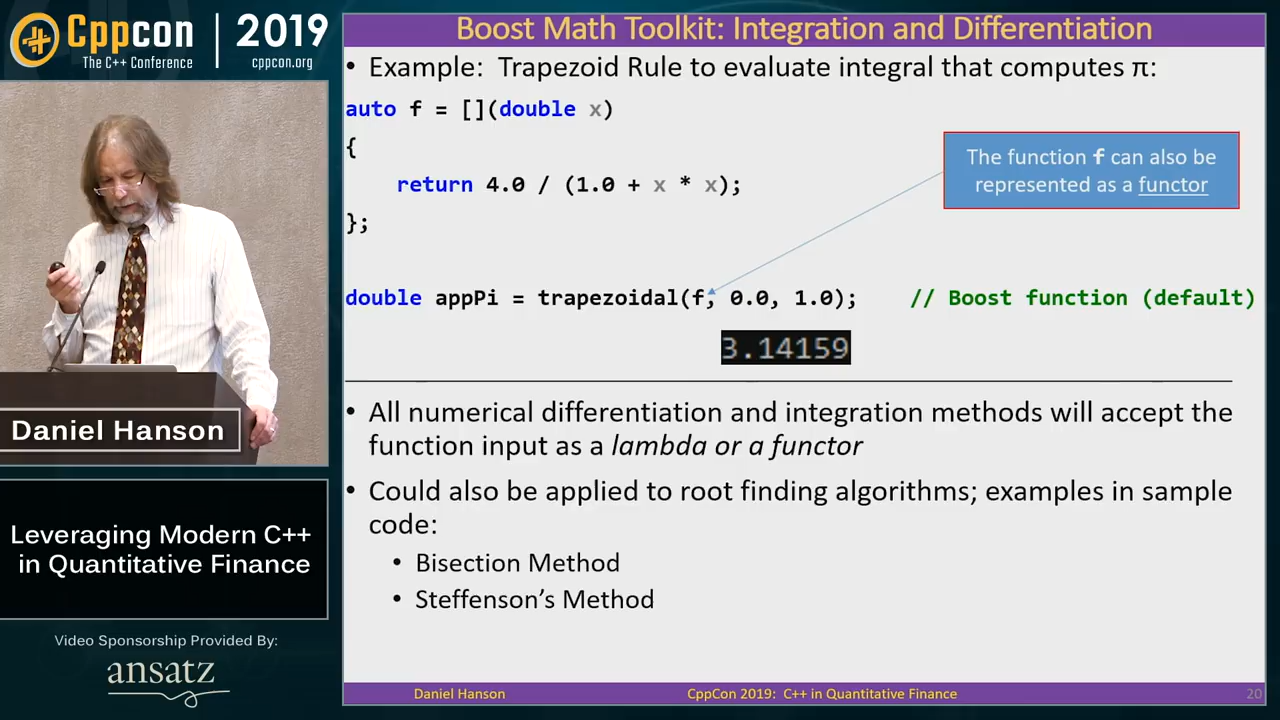 Cppcon
The C++ Conference
2019
cppcon.org
Boost Math Toolkit: Integration and Differentiation
• Example: Trapezoid Rule to evaluate integral that computes π:
auto f = [](double x)
{
return 4.0 / (1.0 + x * x);
};
The function f can also be
represented as a functor
double appPi = trapezoidal(f, 0.0, 1.0); // Boost function (default)
3.14159
• All numerical differentiation and integration methods will accept the
function input as a lambda or a functor
• Could also be applied to root finding algorithms; examples in sample
code:
• Bisection Method
• Steffenson’s Method
Daniel Hanson
Leveraging Modern C++
in Quantitative Finance
Video Sponsorship Provided By:
ansatz
Daniel Hanson CppCon 2019: C++ in Quantitative Finance 20